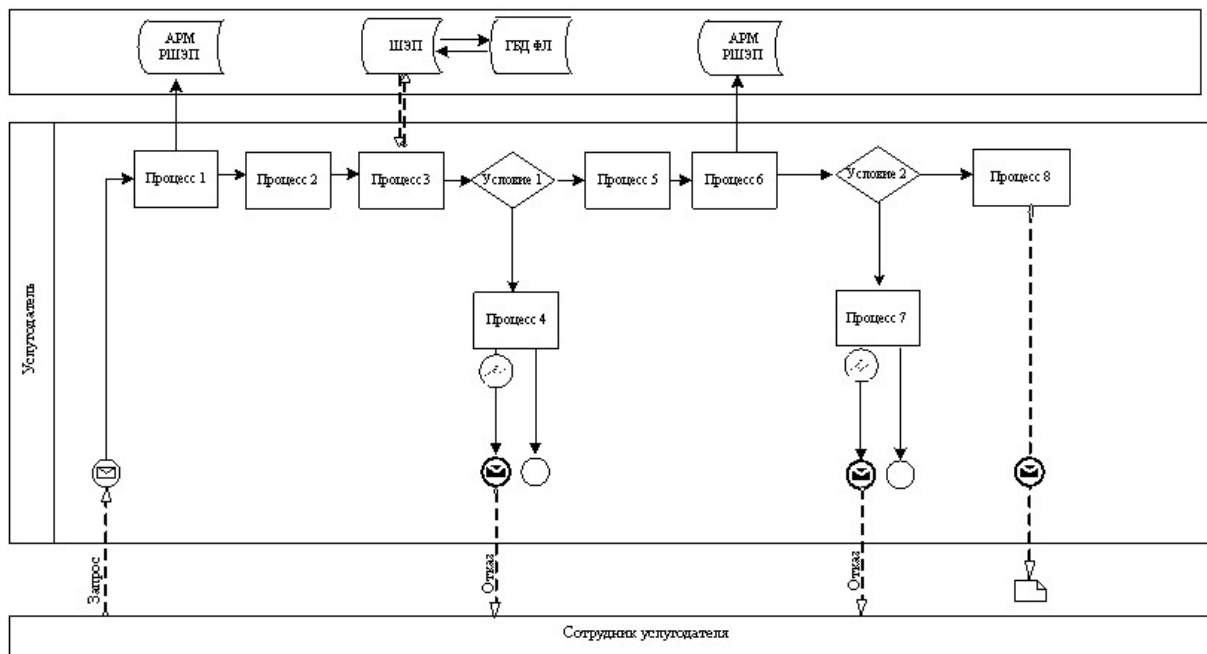 АРМ
РШЭП
ШЭП
ГБД ФЛ
АРМ
РШЭП
Услугодатель
Процесс 1
Процесс 2
Процесс 3
Условие 1
Процесс 5
Процесс 6
Условие 2
Процесс 8
Процесс 4
Процесс 7
Запрос
Отказ
Отказ
Сотрудник услугодателя